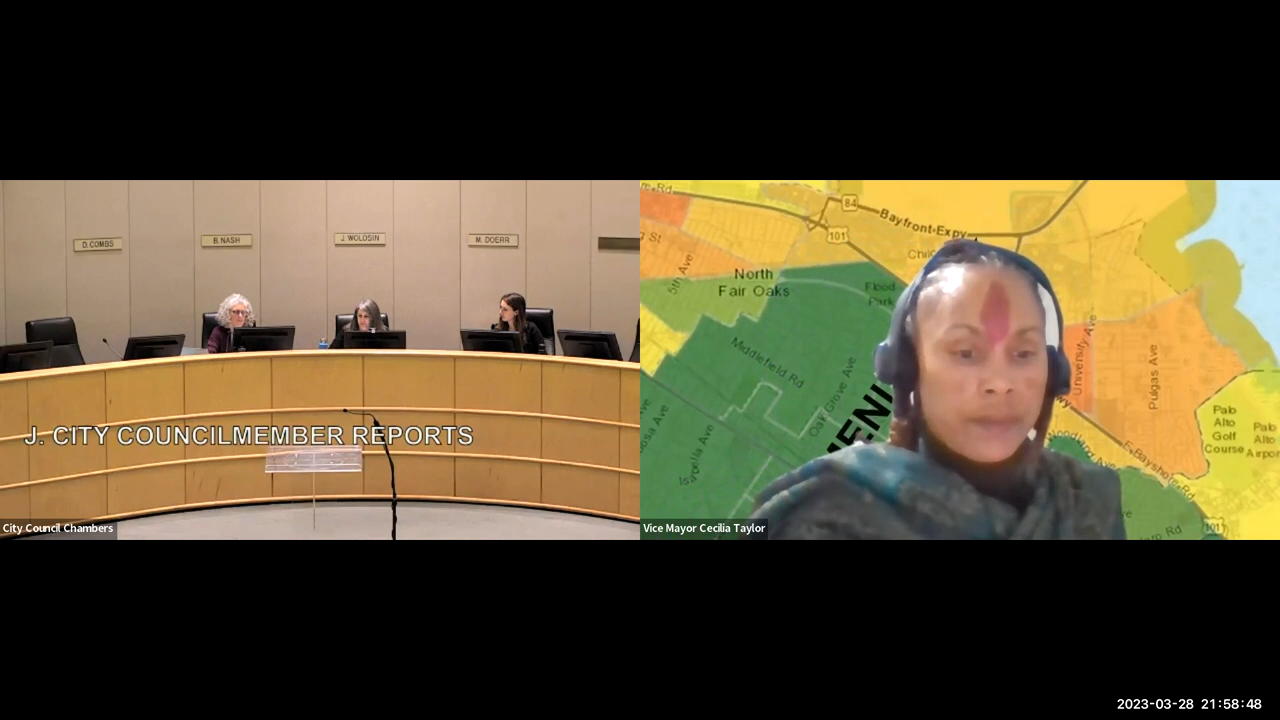 D. COMBS
B. NASH
J. WOLOSIN
M. DOERR
J. CITY COUNCILMEMBER REPORTS
City Council Chambers
84
Bayfront Expy
101
5th Ave
North
Fair Oaks
Flood
Park
Middlefield Rd
Oak Grove Ave
University Ave
Pulgas Ave
Palo
Alto
Golf
Course
Palo
Alto
Airport
E Bayshore Rd
101
MENL
Vice Mayor Cecilia Taylor
2023-03-28 21:58:48